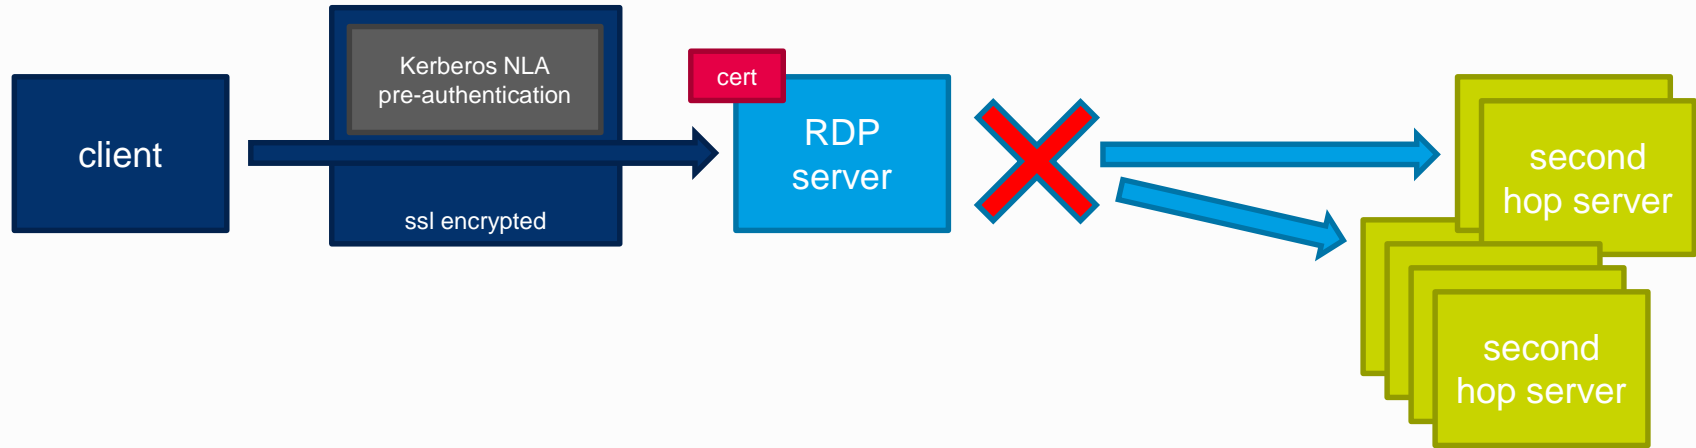 client
Kerberos NLA
pre-authentication
ssl encrypted
cert
RDP
server
second
hop server
second
hop server